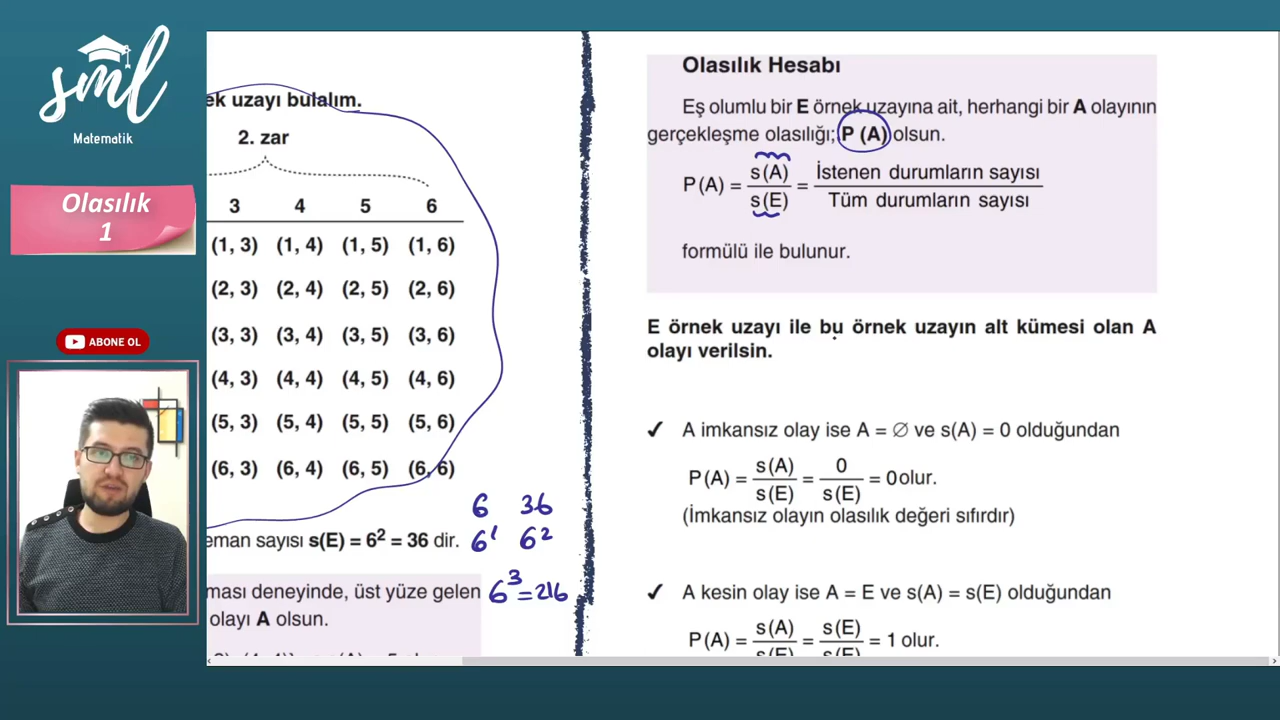 sml
Matematik
Olasılık
1
ABONE OL
ek uzayı bulalım.
2. zar
3 4 5 6
(1, 3) (1, 4) (1, 5) (1, 6)
(2, 3) (2, 4) (2, 5) (2, 6)
(3, 3) (3, 4) (3, 5) (3, 6)
(4, 3) (4, 4) (4, 5) (4, 6)
(5, 3) (5, 4) (5, 5) (5, 6)
(6, 3) (6, 4) (6, 5) (6, 6)
6 36
6¹ 6²
eman sayısı s(E) = 6² = 36 dir.
6³ = 216
ması deneyinde, üst yüze gelen
olayı A olsun.
Olasılık Hesabı
Eş olumlu bir E örnek uzayına ait, herhangi bir A olayının
gerçekleşme olasılığı; P (A) olsun.
P(A) = s(A)/s(E) = İstenen durumların sayısı/Tüm durumların sayısı
formülü ile bulunur.
E örnek uzayı ile bu örnek uzayın alt kümesi olan A
olayı verilsin.
✓ A imkansız olay ise A = ∅ ve s(A) = 0 olduğundan
P(A) = s(A)/s(E) = 0/s(E) = 0 olur.
(İmkansız olayın olasılık değeri sıfırdır)
✓ A kesin olay ise A = E ve s(A) = s(E) olduğundan
P(A) = s(A)/s(E) = s(E)/s(E) = 1 olur.